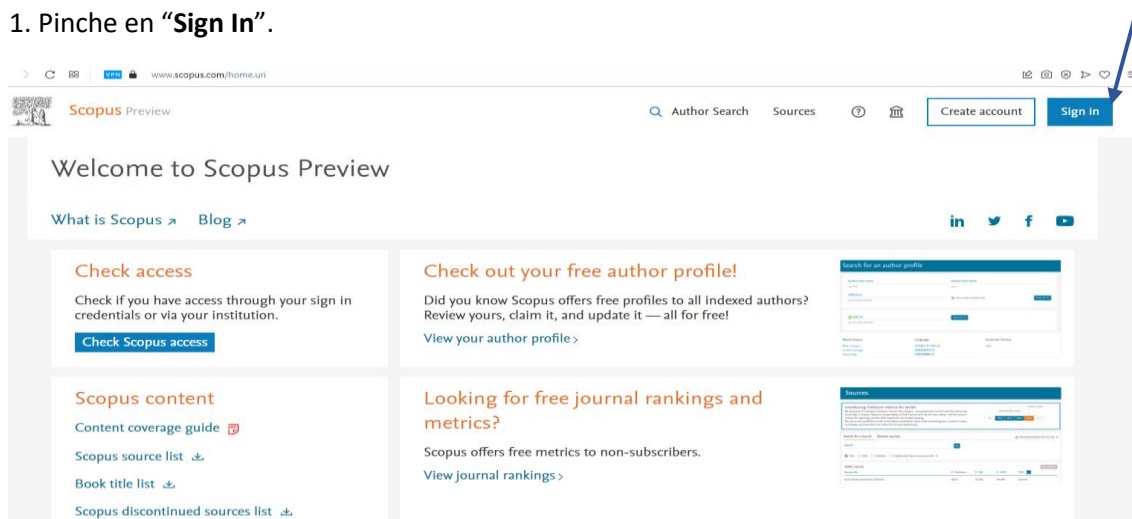 1. Pinche en “Sign In”.
VPN www.scopus.com/home.uri
Scopus Preview
Author Search Sources Create account Sign in
Welcome to Scopus Preview
What is Scopus Blog
Check access
Check if you have access through your sign in
credentials or via your institution.
Check Scopus access
Check out your free author profile!
Did you know Scopus offers free profiles to all indexed authors?
Review yours, claim it, and update it — all for free!
View your author profile
Search for an author profile
Scopus content
Content coverage guide
Scopus source list
Book title list
Scopus discontinued sources list
Looking for free journal rankings and
metrics?
Scopus offers free metrics to non-subscribers.
View journal rankings
Sources